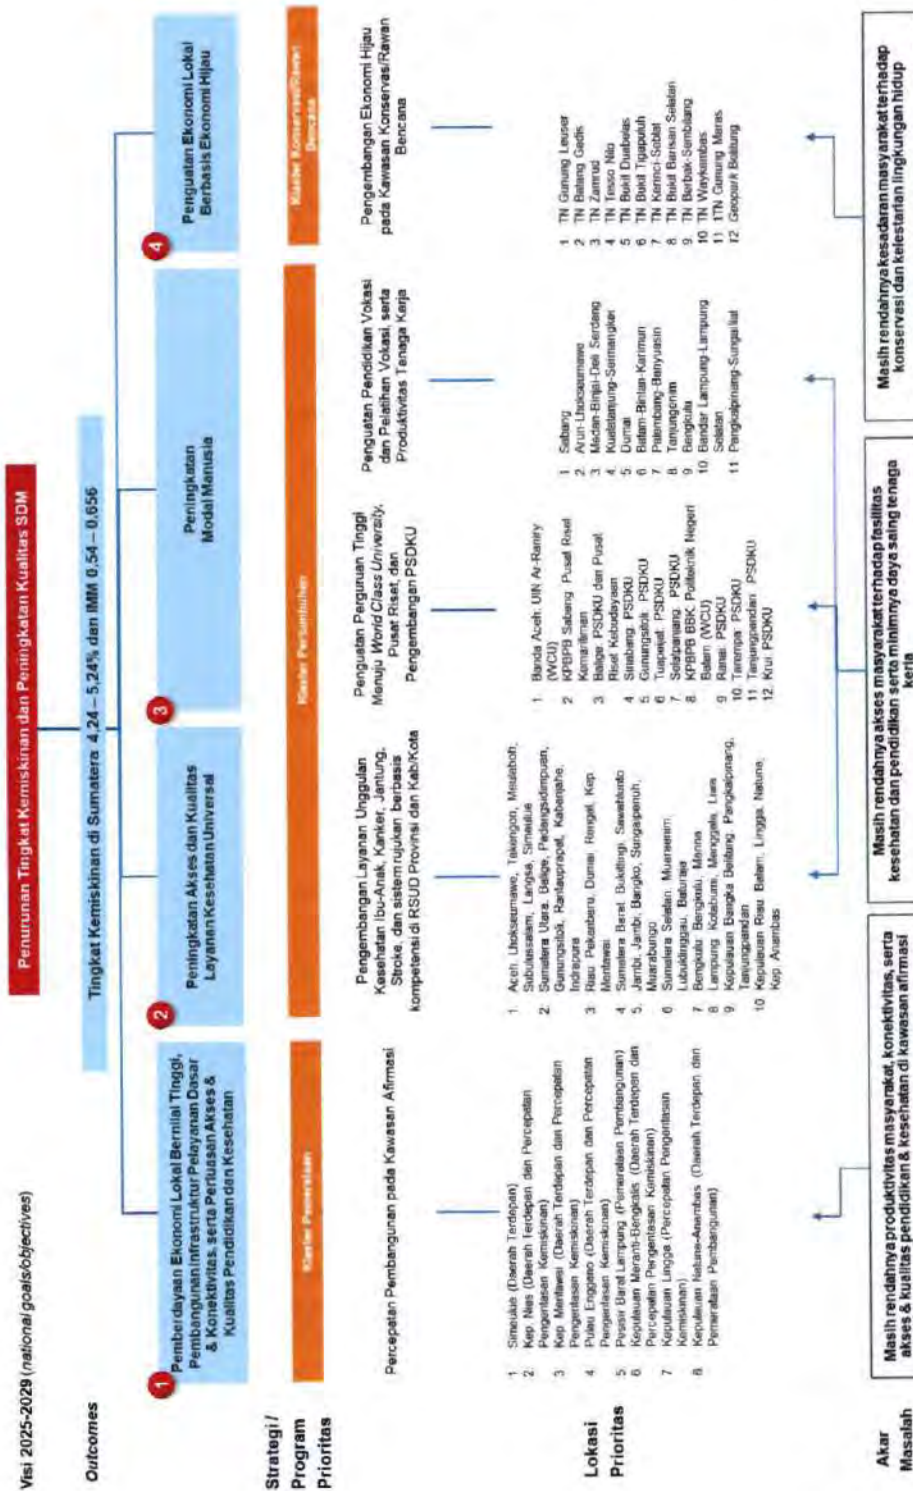 Visi 2025-2029 (national goals/objectives)
Penurunan Tingkat Kemiskinan dan Peningkatan Kualitas SDM
Outcomes
Tingkat Kemiskinan di Sumatera 4,24 – 5,24% dan IMM 0,54 – 0,656
1
Pemberdayaan Ekonomi Lokal Bernilai Tinggi,
Pembangunan Infrastruktur Pelayanan Dasar
& Konektivitas, serta Perluasan Akses &
Kualitas Pendidikan dan Kesehatan
2
Peningkatan Akses dan Kualitas
Layanan Kesehatan Universal
3
Peningkatan
Modal Manusia
4
Penguatan Ekonomi Lokal
Berbasis Ekonomi Hijau
Strategi /
Program
Prioritas
Klaster Pemerataan
Klaster Pertumbuhan
Klaster Konservasi/Rawan
Bencana
Percepatan Pembangunan pada Kawasan Afirmasi
Pengembangan Layanan Unggulan
Kesehatan Ibu-Anak, Kanker, Jantung,
Stroke, dan sistem rujukan berbasis
kompetensi di RSUD Provinsi dan Kab/Kota
Penguatan Perguruan Tinggi
Menuju World Class University,
Pusat Riset, dan
Pengembangan PSDKU
Penguatan Pendidikan Vokasi
dan Pelatihan Vokasi, serta
Produktivitas Tenaga Kerja
Pengembangan Ekonomi Hijau
pada Kawasan Konservas/Rawan
Bencana
Lokasi
Prioritas
1 Simeulue (Daerah Terdepan)
2 Kep. Nias (Daerah Terdepan dan Percepatan
Pengentasan Kemiskinan)
3 Kep Mentawai (Daerah Terdepan dan Percepatan
Pengentasan Kemiskinan)
4 Pulau Enggano (Daerah Terdepan dan Percepatan
Pengentasan Kemiskinan)
5 Pesisir Barat Lampung (Pemerataan Pembangunan)
6 Kepulauan Meranti-Bengkalis (Daerah Terdepan dan
Percepatan Pengentasan Kemiskinan)
7 Kepulauan Lingga (Percepatan Pengentasan
Kemiskinan)
8 Kepulauan Natuna-Anambas (Daerah Terdepan dan
Pemerataan Pembangunan)
1. Aceh. Lhokseumawe, Takengon, Meulaboh,
Subulussalam, Langsa, Simeulue
2. Sumatera Utara. Balige, Padangsidimpuan,
Gunungsitoli, Rantauprapat, Kabanjahe,
Indrapura
3 Riau Pekanbaru, Dumai, Rengat, Kep.
Mentawai
4 Sumatera Barat. Bukittingi, Sawahlunto
5. Jambi. Jambi, Bangko, Sungaipenuh,
Muarabungo
6 Sumatera Selatan. Muaraenim,
Lubuklinggau, Baturaja
7 Bengkulu Bengkulu, Manna
8 Lampung Kotabumi, Menggala, Liwa
9. Kepulauan Bangka Belitung. Pangkalpinang,
Tanjungpandan
10 Kepulauan Riau Batam, Lingga, Natuna,
Kep. Anambas
1. Banda Aceh: UIN Ar-Raniry
(WCU)
2 KPBPB Sabang Pusat Riset
Kemaritiman
3 Balige. PSDKU dan Pusat
Riset Kebudayaan
4 Sinabang. PSDKU
5 Gunungsitoli. PSDKU
6 Tuapejat. PSDKU
7 Selatpanjang. PSDKU
8 KPBPB BBK. Politeknik Negeri
Batam (WCU)
9 Ranai. PSDKU
10. Tarempa. PSDKU
11 Tanjungpandan. PSDKU
12. Krui. PSDKU
1 Sabang
2 Arun-Lhokseumawe
3 Medan-Binjai-Deli Serdang
4 Kualatanjung-Seimangkei
5 Dumai
6 Batam-Bintan-Karimun
7 Palembang-Banyuasin
8 Tanjungenim
9 Bengkulu
10 Bandar Lampung-Lampung
Selatan
11 Pangkalpinang-Sungailiat
1 TN Gunung Leuser
2 TN Batang Gadis
3 TN Zamrud
4 TN Tesso Nilo
5 TN Bukit Duabelas
6 TN Bukit Tigapuluh
7 TN Kerinci-Seblat
8 TN Bukit Barisan Selatan
9. TN Berbak-Sembilang
10 TN Waykambas
11 1TN Gunung Maras
12 Geopark Belitung
Akar
Masalah
Masih rendahnya produktivitas masyarakat, konektivitas, serta
akses & kualitas pendidikan & kesehatan di kawasan afirmasi
Masih rendahnya akses masyarakat terhadap fasilitas
kesehatan dan pendidikan serta minimnya daya saing tenaga
kerja
Masih rendahnya kesadaran masyarakat terhadap
konservasi dan kelestarian lingkungan hidup